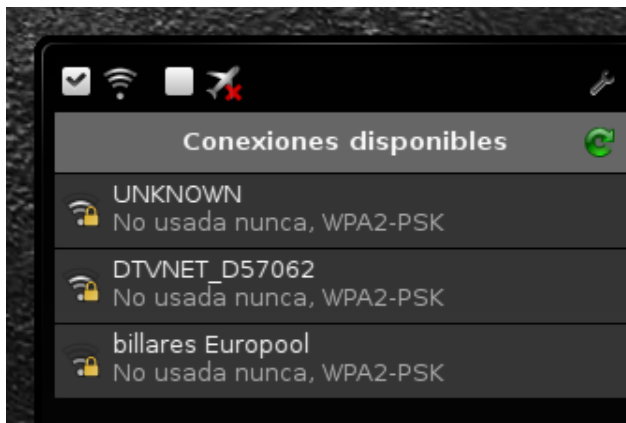 Conexiones disponibles
UNKNOWN
No usada nunca, WPA2-PSK
DTVNET_D57062
No usada nunca, WPA2-PSK
billares Europool
No usada nunca, WPA2-PSK